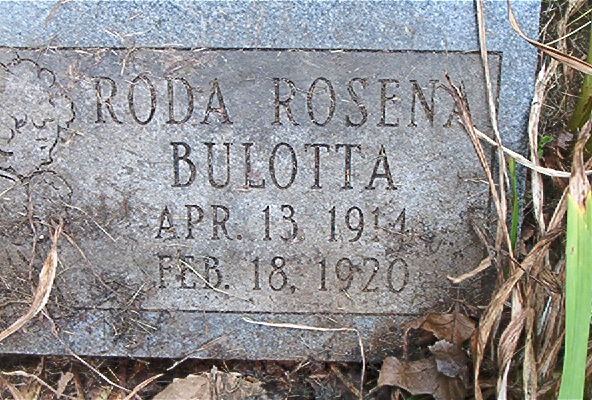 RODA ROSENA
BULOTTA
APR. 13, 1914
FEB. 18, 1920